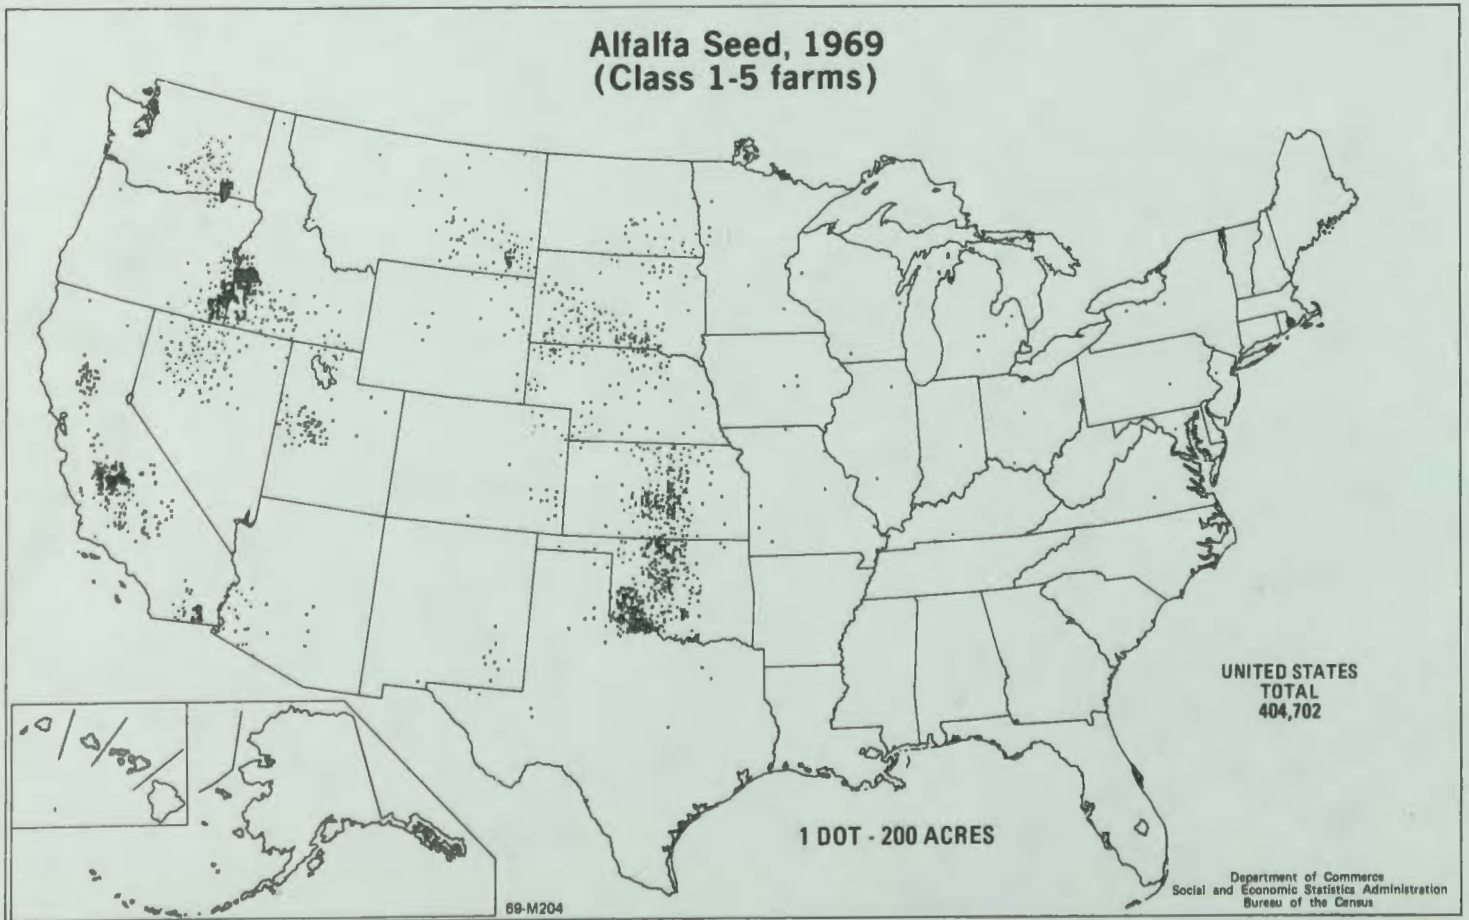 Alfalfa Seed, 1969
(Class 1-5 farms)
UNITED STATES
TOTAL
404,702
1 DOT - 200 ACRES
Department of Commerce
Social and Economic Statistics Administration
Bureau of the Census
69-M204